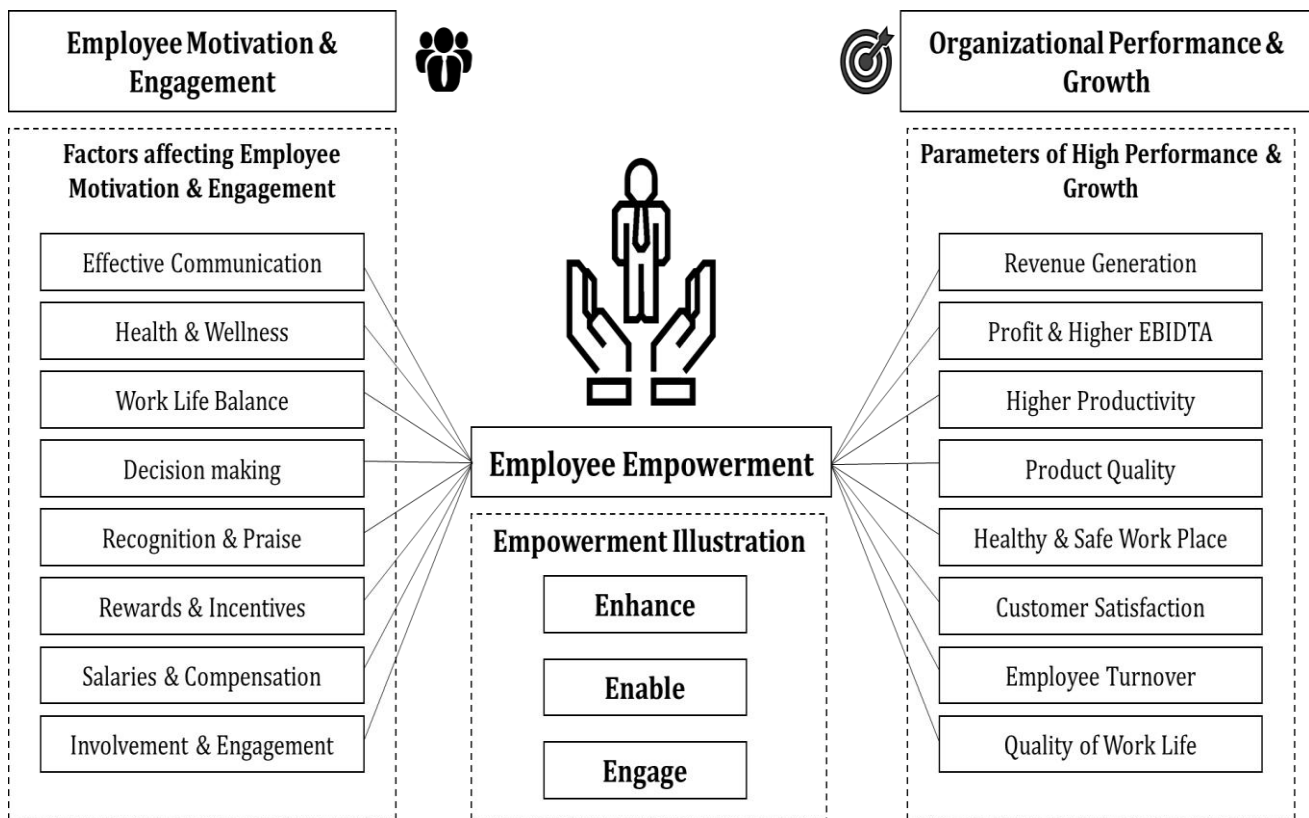 Employee Motivation &
Engagement
Factors affecting Employee
Motivation & Engagement
Effective Communication
Health & Wellness
Work Life Balance
Decision making
Recognition & Praise
Rewards & Incentives
Salaries & Compensation
Involvement & Engagement
Employee Empowerment
Empowerment Illustration
Enhance
Enable
Engage
Organizational Performance &
Growth
Parameters of High Performance &
Growth
Revenue Generation
Profit & Higher EBIDTA
Higher Productivity
Product Quality
Healthy & Safe Work Place
Customer Satisfaction
Employee Turnover
Quality of Work Life